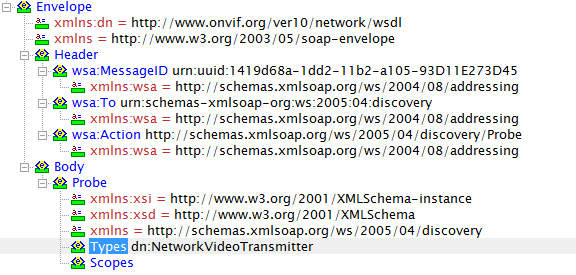 Envelope
xmlns:dn = http://www.onvif.org/ver10/network/wsdl
xmlns = http://www.w3.org/2003/05/soap-envelope
Header
wsa:MessageID urn:uuid:1419d68a-1dd2-11b2-a105-93D11E273D45
xmlns:wsa = http://schemas.xmlsoap.org/ws/2004/08/addressing
wsa:To urn:schemas-xmlsoap-org:ws:2005:04:discovery
xmlns:wsa = http://schemas.xmlsoap.org/ws/2004/08/addressing
wsa:Action http://schemas.xmlsoap.org/ws/2005/04/discovery/Probe
xmlns:wsa = http://schemas.xmlsoap.org/ws/2004/08/addressing
Body
Probe
xmlns:xsi = http://www.w3.org/2001/XMLSchema-instance
xmlns:xsd = http://www.w3.org/2001/XMLSchema
xmlns = http://schemas.xmlsoap.org/ws/2005/04/discovery
Types dn:NetworkVideoTransmitter
Scopes